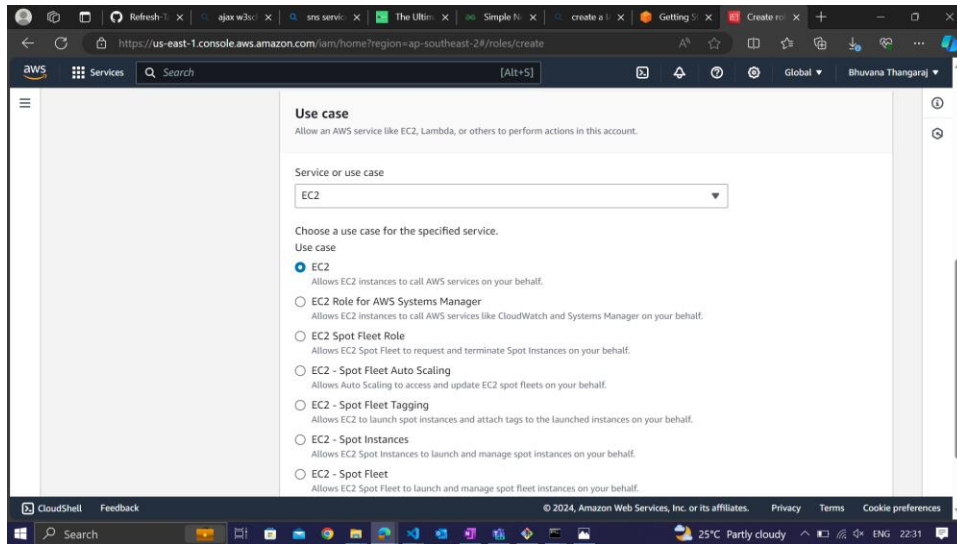 Refresh-T
ajax w3scl
sns servic
The Ultim
Simple N
create a l
Getting S
Create ro
https://us-east-1.console.aws.amazon.com/iam/home?region=ap-southeast-2#/roles/create
aws
Services
Search
[Alt+S]
Global
Bhuvana Thangaraj
Use case
Allow an AWS service like EC2, Lambda, or others to perform actions in this account.
Service or use case
EC2
Choose a use case for the specified service.
Use case
EC2
Allows EC2 instances to call AWS services on your behalf.
EC2 Role for AWS Systems Manager
Allows EC2 instances to call AWS services like CloudWatch and Systems Manager on your behalf.
EC2 Spot Fleet Role
Allows EC2 Spot Fleet to request and terminate Spot Instances on your behalf.
EC2 - Spot Fleet Auto Scaling
Allows Auto Scaling to access and update EC2 spot fleets on your behalf.
EC2 - Spot Fleet Tagging
Allows EC2 to launch spot instances and attach tags to the launched instances on your behalf.
EC2 - Spot Instances
Allows EC2 Spot Instances to launch and manage spot instances on your behalf.
EC2 - Spot Fleet
Allows EC2 Spot Fleet to launch and manage spot fleet instances on your behalf.
CloudShell
Feedback
© 2024, Amazon Web Services, Inc. or its affiliates.
Privacy
Terms
Cookie preferences
Search
25°C Partly cloudy
ENG
22:31